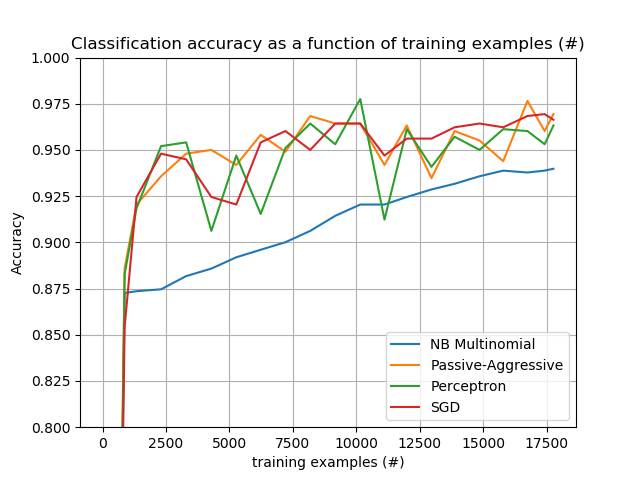 Classification accuracy as a function of training examples (#)
1.000
0.975
0.950
0.925
0.900
0.875
0.850
0.825
0.800
Accuracy
NB Multinomial
Passive-Aggressive
Perceptron
SGD
0 2500 5000 7500 10000 12500 15000 17500
training examples (#)